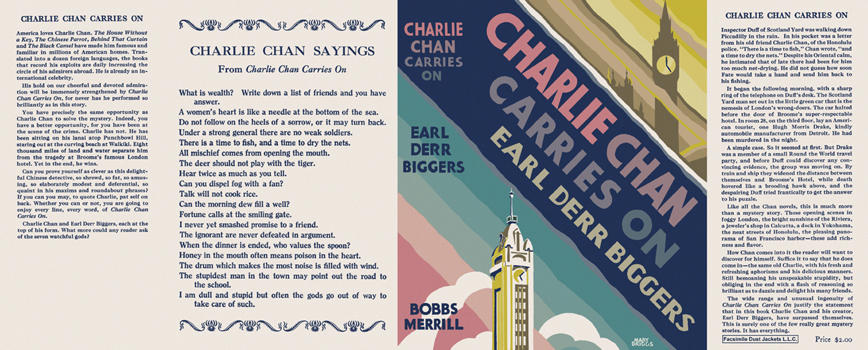 CHARLIE CHAN CARRIES ON
America loves Charlie Chan. The House Without
a Key, The Chinese Parrot, Behind That Curtain
and The Black Camel have made him famous and
familiar in millions of American homes. Tran-
slated into a dozen foreign languages, the books
that record his exploits are daily increasing the
circle of his admirers abroad. He is already an in-
ternational celebrity.
His hold on our cheerful and devoted admira-
tion will be immensely strengthened by Charlie
Chan Carries On, for never has he performed so
brilliantly as in this story.
You have precisely the same opportunity as
Charlie Chan to solve the mystery. Indeed, you
have a better opportunity, for you have been at
the scene of the crimes. Charlie has not. He has
been sitting on his lanai atop Punchbowl Hill,
staring out at the curving beach at Waikiki. Eight
thousand miles of land and water separate him
from the tragedy at Broome's famous London
hotel. Yet in the end, he wins.
Can you prove yourself as clever as this delight-
ful Chinese detective, so shrewd, so fat, so amus-
ing, so elaborately modest and deferential, so
quaint in his maxims and roundabout phrases?
If you can, you may, to quote Charlie, put self on
back. Whether you can or not, you are going to
enjoy every line, every word, of Charlie Chan
Carries On.
Charlie Chan and Earl Derr Biggers, each at the
top of his form. What more could any reader ask
of the seven watchful gods?
CHARLIE CHAN SAYINGS
From Charlie Chan Carries On
What is wealth? Write down a list of friends and you have
answer.
A women's heart is like a needle at the bottom of the sea.
Do not follow on the heels of a sorrow, or it may turn back.
Under a strong general there are no weak soldiers.
There is a time to fish, and a time to dry the nets.
All mischief comes from opening the mouth.
The deer should not play with the tiger.
Hear twice as much as you tell.
Can you dispel fog with a fan?
Talk will not cook rice.
Can the morning dew fill a well?
Fortune calls at the smiling gate.
I never yet smashed promise to a friend.
The ignorant are never defeated in argument.
When the dinner is ended, who values the spoon?
Honey in the mouth often means poison in the heart.
The drum which makes the most noise is filled with wind.
The stupidest man in the town may point out the road to
the school.
I am dull and stupid but often the gods go out of way to
take care of such.
CHARLIE
CHAN
CARRIES
ON
EARL
DERR
BIGGERS
BOBBS
MERRILL
CHARLIE CHAN
CARRIES ON
EARL DERR BIGGERS
MARY
BRIGGS
CHARLIE CHAN CARRIES ON
Inspector Duff of Scotland Yard was walking down
Piccadilly in the rain. In his pocket was a letter
from his old friend Charlie Chan, of the Honolulu
police. "There is a time to fish," Chan wrote, "and
a time to dry the nets." Despite his Oriental calm,
he intimated that of late there had been for him
too much net-drying. He did not guess how soon
Fate would take a hand and send him back to
his fishing.
It began the following morning, with a sharp
ring of the telephone on Duff's desk. The Scotland
Yard man set out in the little green car that is the
nemesis of London's wrong-doers. The car halted
before the door of Broome's super-respectable
hotel. In room 28, on the third floor, lay an Ameri-
can tourist, one Hugh Morris Drake, kindly
automobile manufacturer from Detroit. He had
been murdered in the night.
A simple case. So it seemed at first. But Drake
was a member of a small Round the World travel
party, and before Duff could discover any con-
vincing evidence, the group was moving on. By
train and ship they widened the distance between
themselves and Broome's Hotel, while death
hovered like a brooding hawk above, and the
despairing Duff tried frantically to get the answer
to his puzzle.
Like all the Chan novels, this is much more
than a mystery story. Those opening scenes in
foggy London, the bright sunshine of the Riviera,
a jeweler's shop in Calcutta, a dock in Yokohama,
the neat streets of Honolulu, the pleasing pano-
rama of San Francisco harbor—these add rich-
ness and flavor.
How Chan comes into it the reader will want to
discover for himself. Suffice it to say that he does
come in—the same old Charlie, with his fresh and
refreshing aphorisms and his delicious manners.
Still bemoaning his unspeakable stupidity, but
obliging in the end with a flash of reasoning so
brilliant as to dazzle and delight his many friends.
The wide range and unusual ingenuity of
Charlie Chan Carries On justify the statement
that in this book Charlie Chan and his creator,
Earl Derr Biggers, have surpassed themselves.
This is surely one of the few really great mystery
stories. It has everything.
Facsimile Dust Jackets L.L.C.
Price $2.00